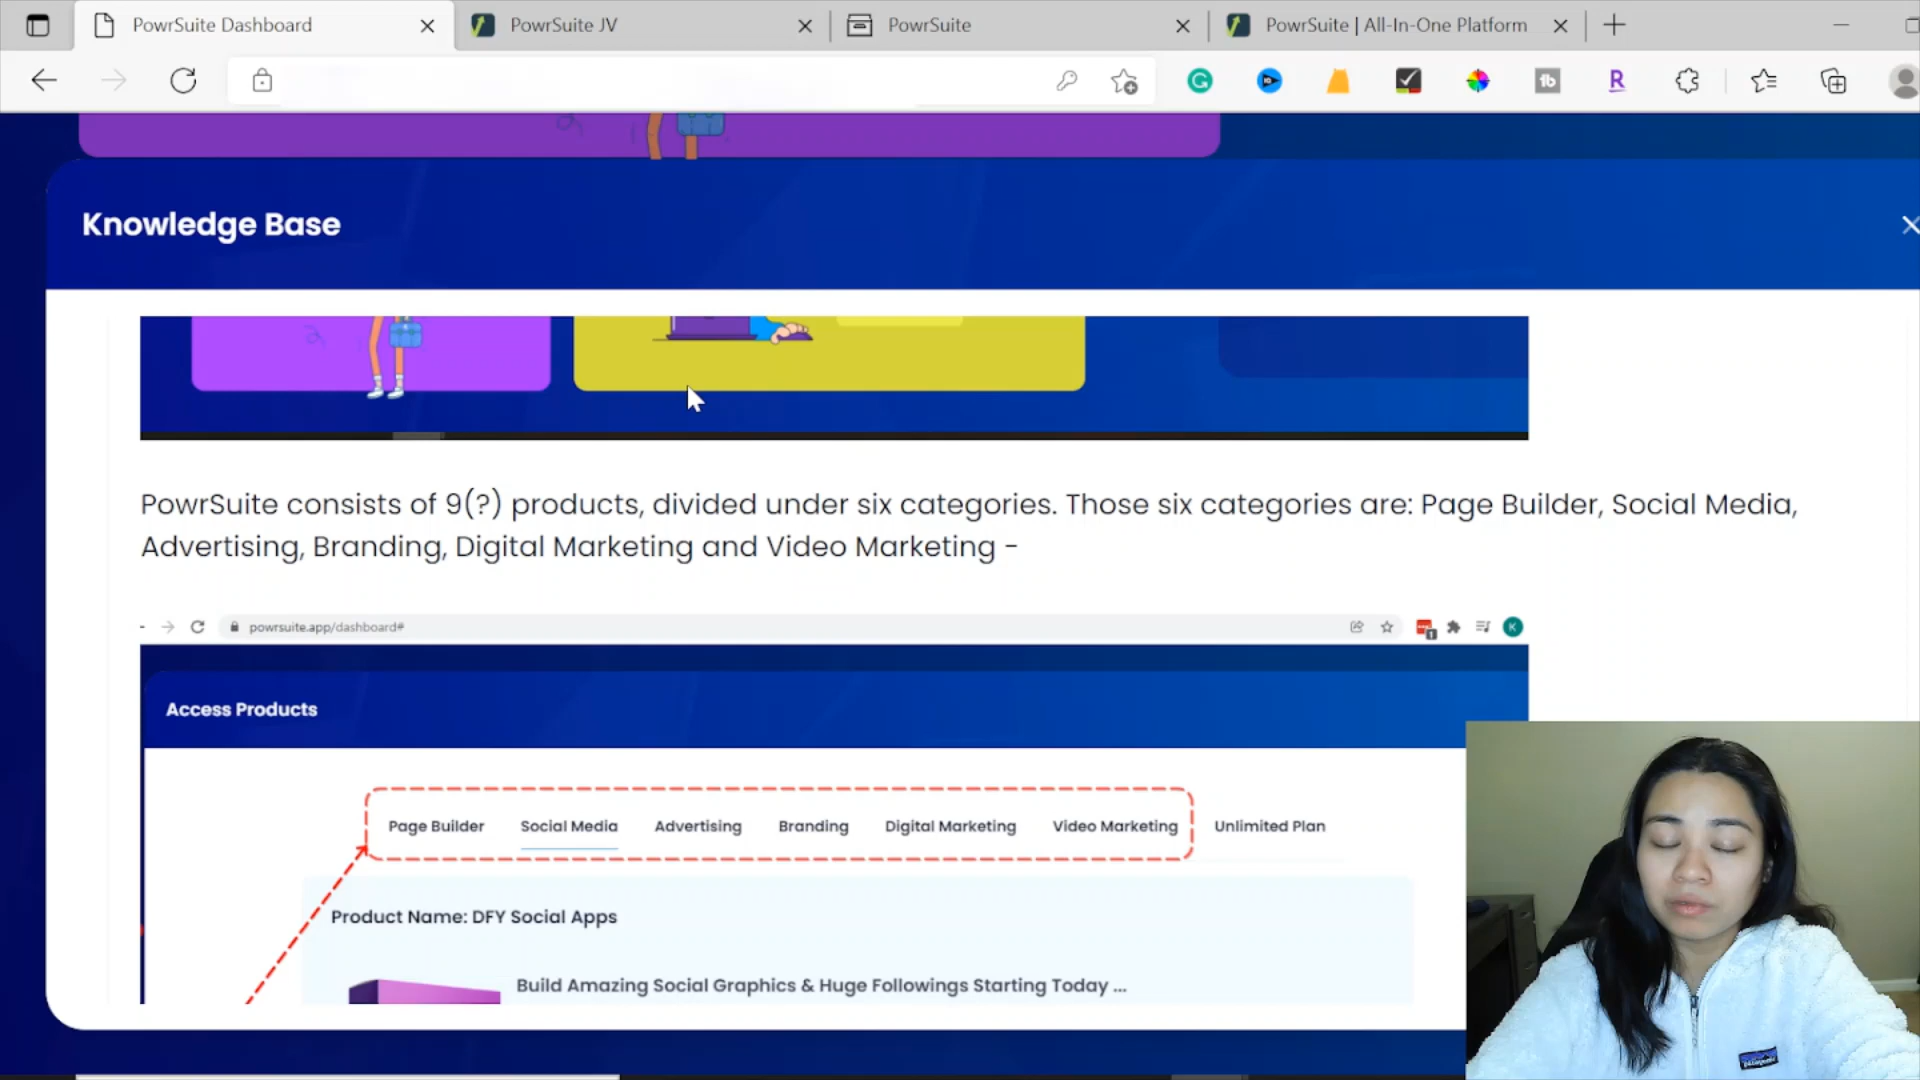 PowrSuite Dashboard
PowrSuite JV
PowrSuite
PowrSuite | All-In-One Platform
Knowledge Base
PowrSuite consists of 9(?) products, divided under six categories. Those six categories are: Page Builder, Social Media,
Advertising, Branding, Digital Marketing and Video Marketing -
powrsuite.app/dashboard#
K
Access Products
Page Builder Social Media Advertising Branding Digital Marketing Video Marketing Unlimited Plan
Product Name: DFY Social Apps
Build Amazing Social Graphics & Huge Followings Starting Today ...